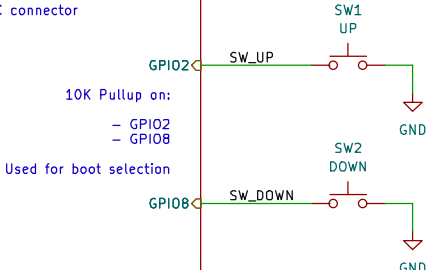 C connector
SW1
UP
GPIO2
SW_UP
10K Pullup on:
GND
- GPIO2
- GPIO8
SW2
DOWN
Used for boot selection
GPIO8
SW_DOWN
GND